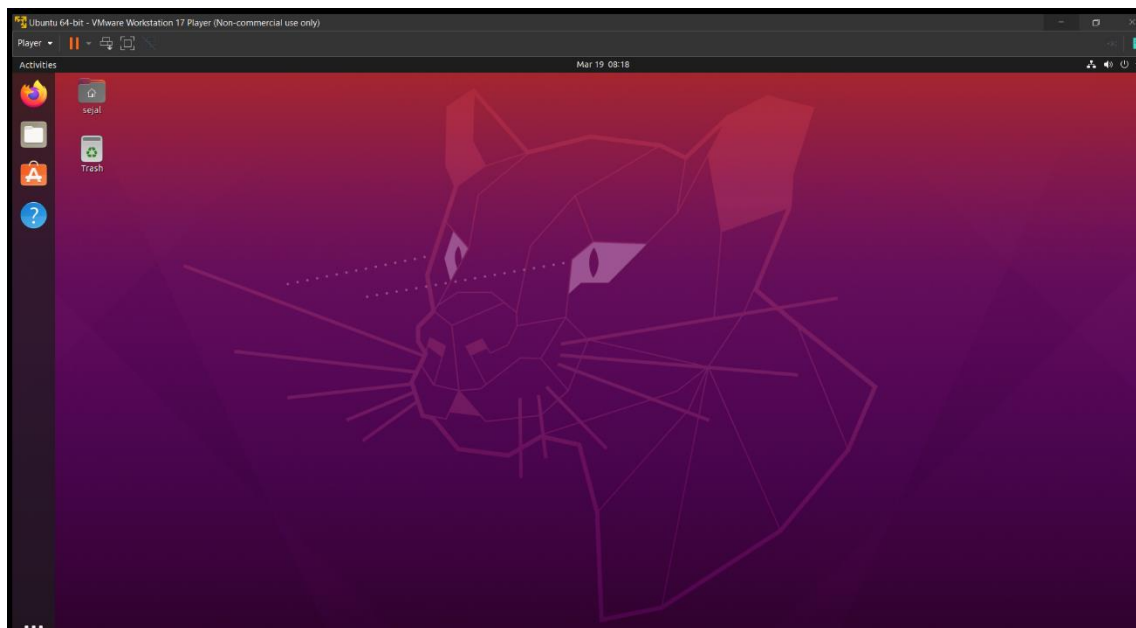 Ubuntu 64-bit - VMware Workstation 17 Player (Non-commercial use only)
Player
Activities
Mar 19 08:18
sejal
Trash